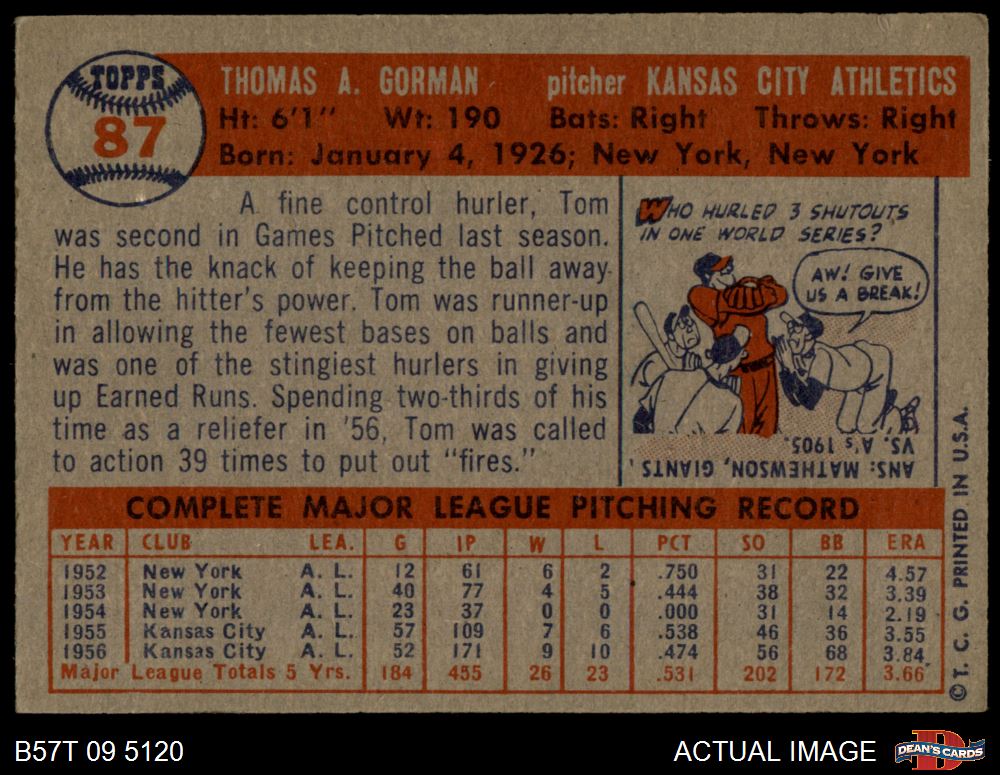 TOPPS
87
THOMAS A. GORMAN pitcher KANSAS CITY ATHLETICS
Ht: 6'1" Wt: 190 Bats: Right Throws: Right
Born: January 4, 1926; New York, New York
A fine control hurler, Tom
was second in Games Pitched last season.
He has the knack of keeping the ball away
from the hitter's power. Tom was runner-up
in allowing the fewest bases on balls and
was one of the stingiest hurlers in giving
up Earned Runs. Spending two-thirds of his
time as a reliefer in '56, Tom was called
to action 39 times to put out "fires."
WHO HURLED 3 SHUTOUTS
IN ONE WORLD SERIES?
AW! GIVE
US A BREAK!
ANS: MATHEWSON, GIANTS,
VS. A's 1905.
COMPLETE MAJOR LEAGUE PITCHING RECORD
YEAR CLUB LEA. G IP W L PCT SO BB ERA
1952 New York A. L. 12 61 6 2 .750 31 22 4.57
1953 New York A. L. 40 77 4 5 .444 38 32 3.39
1954 New York A. L. 23 37 0 0 .000 31 14 2.19
1955 Kansas City A. L. 57 109 7 6 .538 46 36 3.55
1956 Kansas City A. L. 52 171 9 10 .474 56 68 3.84
Major League Totals 5 Yrs. 184 455 26 23 .531 202 172 3.66
© T. C. G. PRINTED IN U.S.A.
B57T 09 5120
ACTUAL IMAGE
DEAN'S CARDS